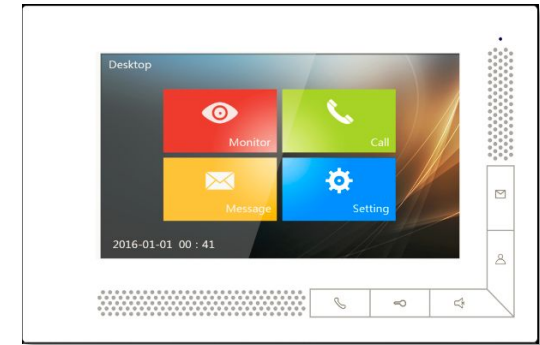 Desktop
Monitor
Call
Message
Setting
2016-01-01 00 : 41